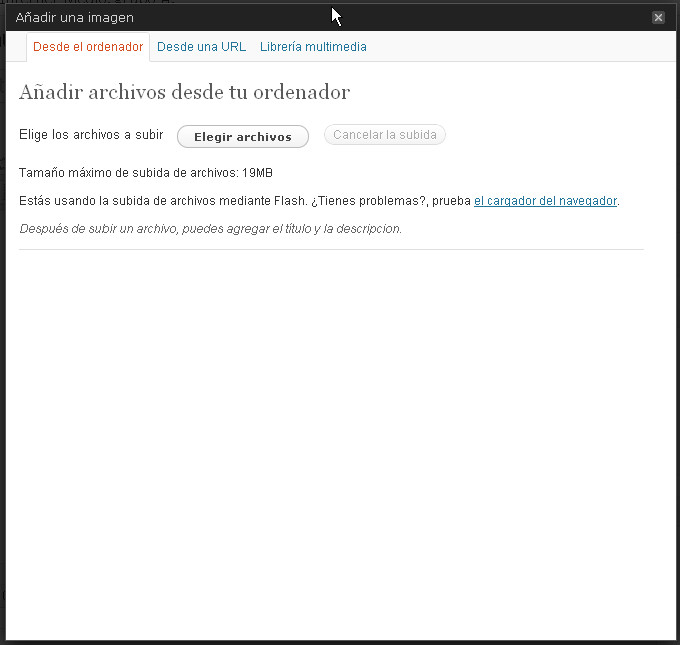 Añadir una imagen
Desde el ordenador Desde una URL Librería multimedia
Añadir archivos desde tu ordenador
Elige los archivos a subir Elegir archivos Cancelar la subida
Tamaño máximo de subida de archivos: 19MB
Estás usando la subida de archivos mediante Flash. ¿Tienes problemas?, prueba el cargador del navegador.
Después de subir un archivo, puedes agregar el título y la descripcion.